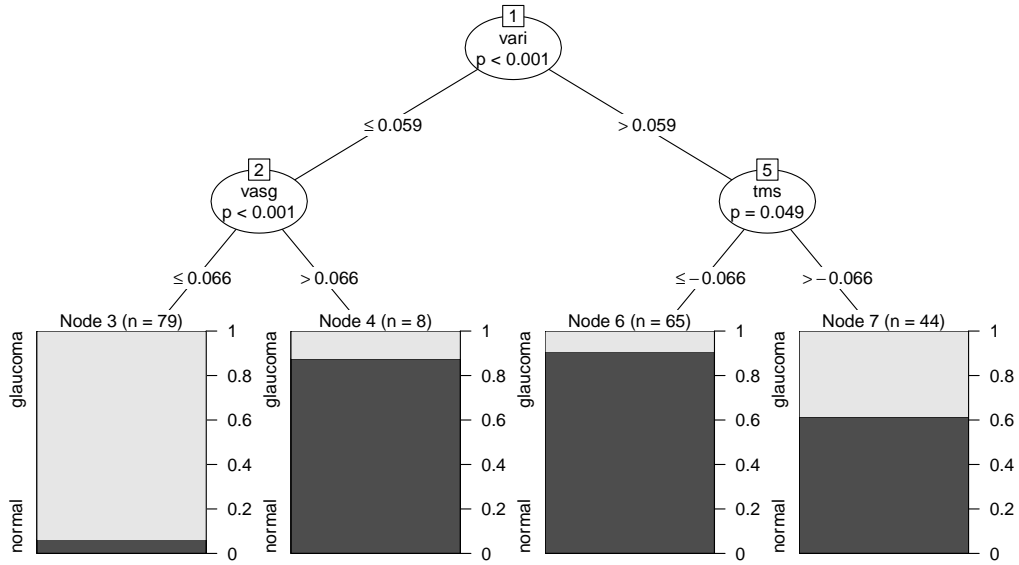 1
vari
p < 0.001
≤ 0.059
> 0.059
2
vasg
p < 0.001
5
tms
p = 0.049
≤ 0.066
> 0.066
≤ −0.066
> −0.066
Node 3 (n = 79)
glaucoma
normal
1
0.8
0.6
0.4
0.2
0
Node 4 (n = 8)
glaucoma
normal
1
0.8
0.6
0.4
0.2
0
Node 6 (n = 65)
glaucoma
normal
1
0.8
0.6
0.4
0.2
0
Node 7 (n = 44)
glaucoma
normal
1
0.8
0.6
0.4
0.2
0